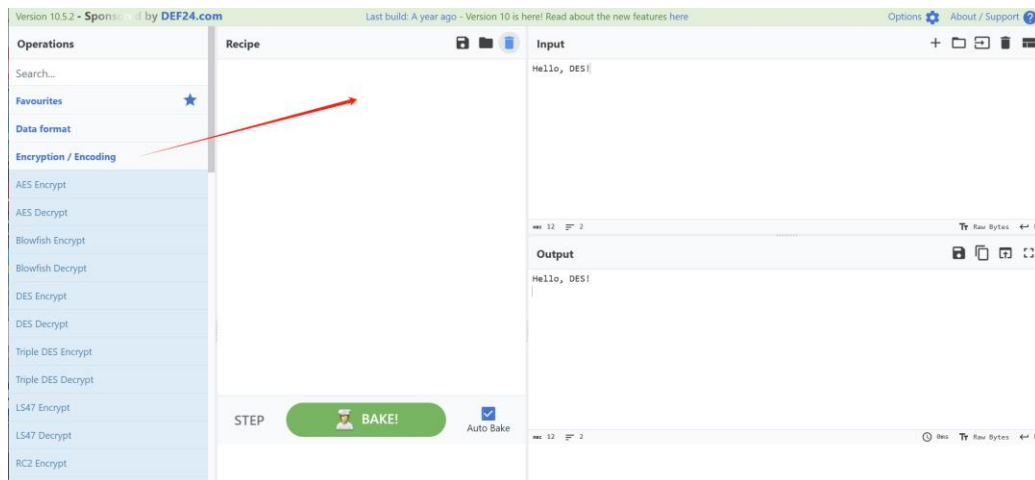 Version 10.5.2 - Sponsored by DEF24.com
Last build: A year ago - Version 10 is here! Read about the new features here
Options
About / Support
Operations
Search...
Favourites
Data format
Encryption / Encoding
AES Encrypt
AES Decrypt
Blowfish Encrypt
Blowfish Decrypt
DES Encrypt
DES Decrypt
Triple DES Encrypt
Triple DES Decrypt
LS47 Encrypt
LS47 Decrypt
RC2 Encrypt
Recipe
STEP
BAKE!
Auto Bake
Input
Hello, DES!
12
2
Raw Bytes
Output
Hello, DES!
12
2
0ms
Raw Bytes